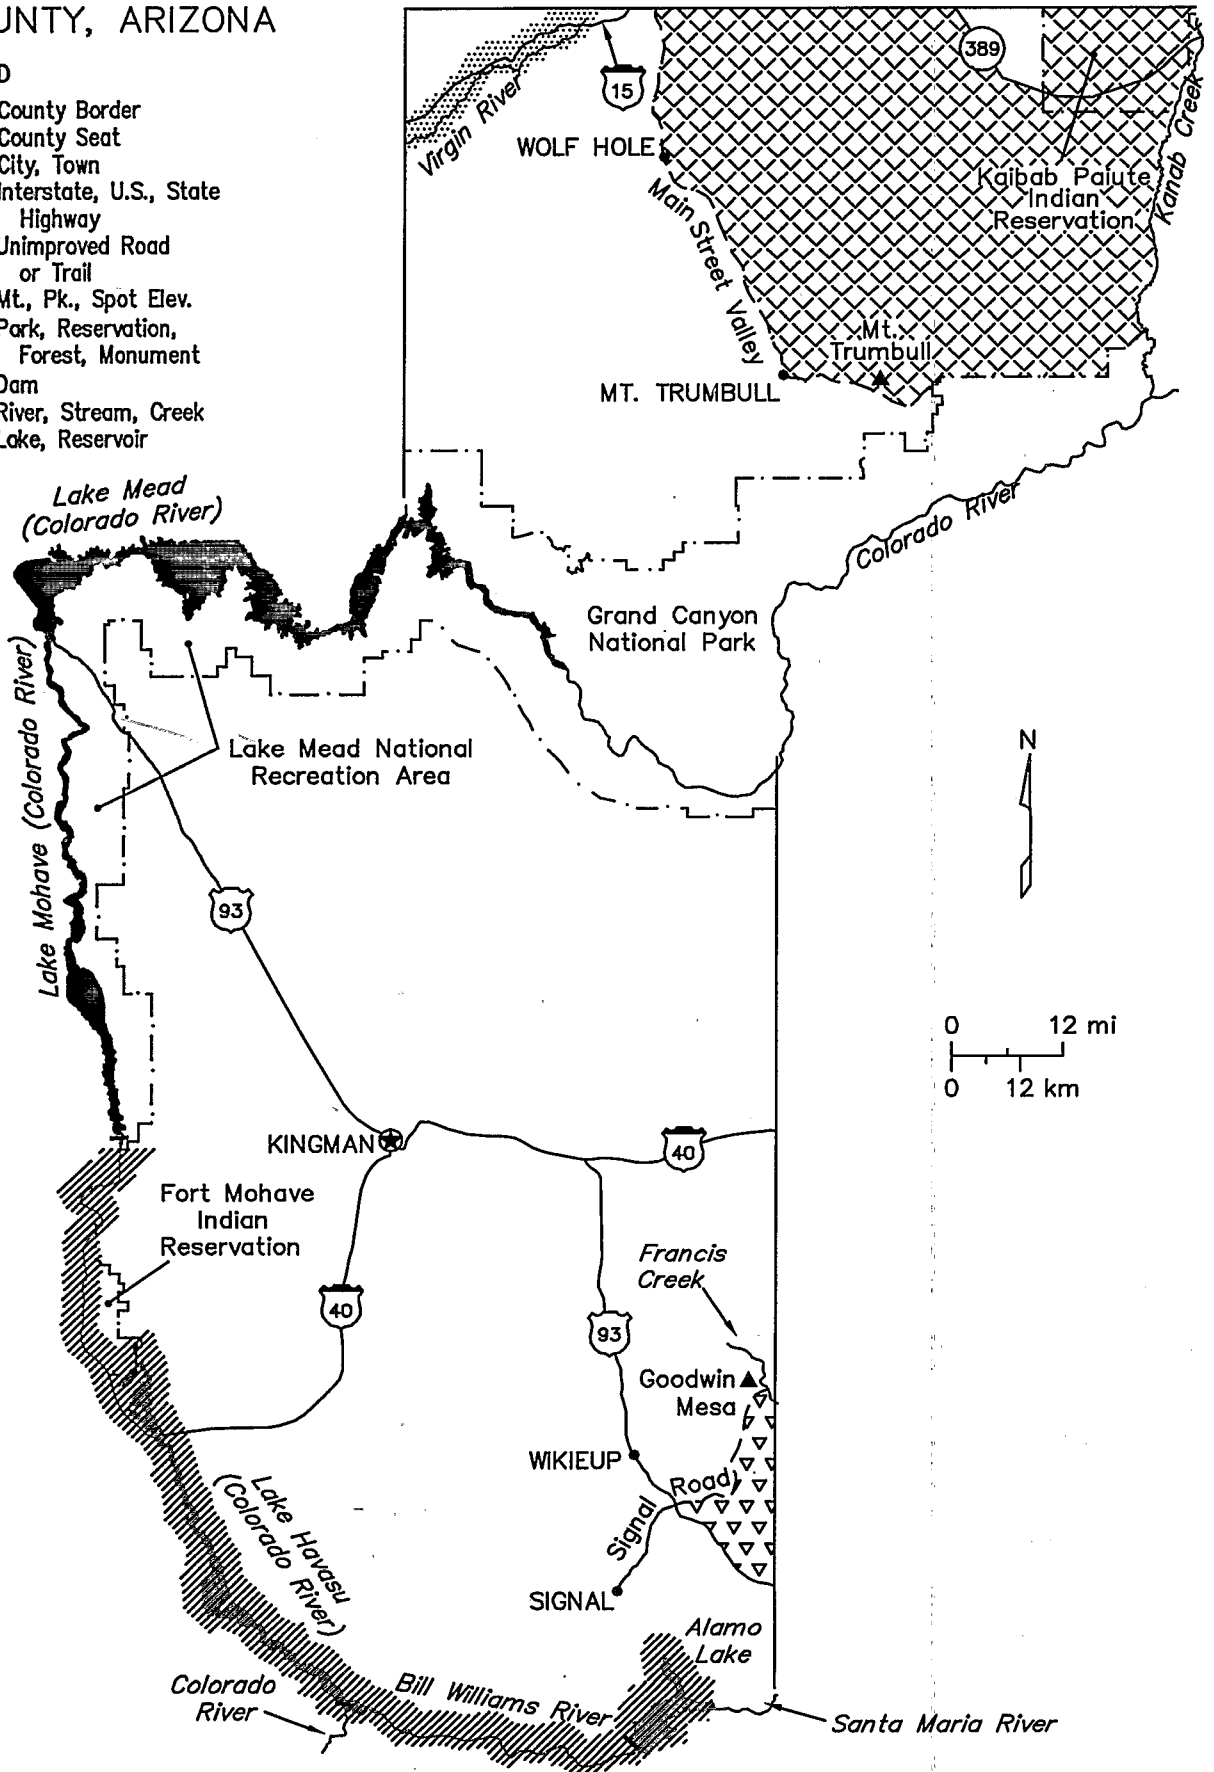 UNTY, ARIZONA
D
County Border
County Seat
City, Town
Interstate, U.S., State
Highway
Unimproved Road
or Trail
Mt., Pk., Spot Elev.
Park, Reservation,
Forest, Monument
Dam
River, Stream, Creek
Lake, Reservoir
389
15
Virgin River
WOLF HOLE
Kanab Creek
Kaibab Paiute
Indian
Reservation
Main Street Valley
Mt.
Trumbull
MT. TRUMBULL
Lake Mead
(Colorado River)
Colorado River
Grand Canyon
National Park
Lake Mohave (Colorado River)
Lake Mead National
Recreation Area
N
93
0 12 mi
0 12 km
KINGMAN
40
Fort Mohave
Indian
Reservation
Francis
Creek
40
93
Goodwin
Mesa
WIKIEUP
Signal Road
Lake Havasu
(Colorado River)
SIGNAL
Alamo
Lake
Colorado
River
Bill Williams River
Santa Maria River